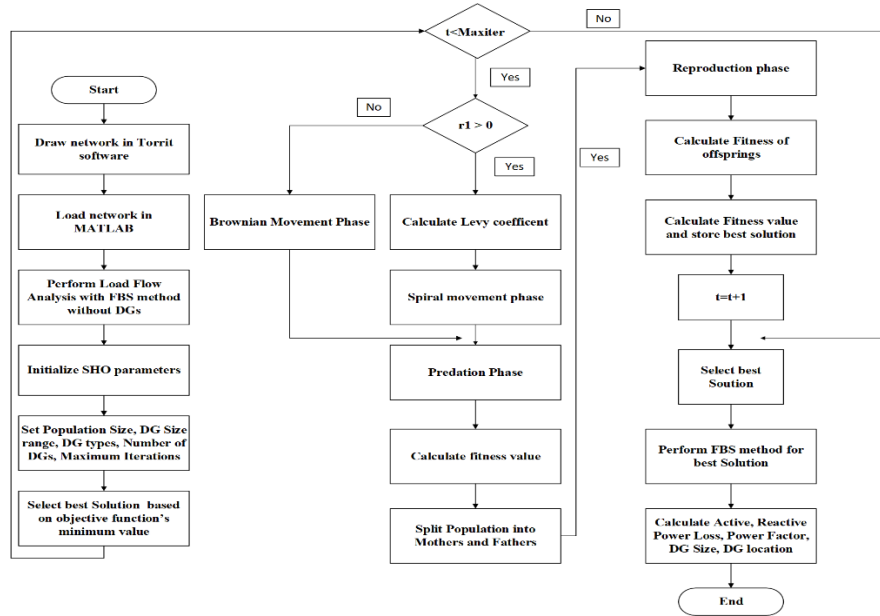 Start
Draw network in Torrit
software
Load network in
MATLAB
Perform Load Flow
Analysis with FBS method
without DGs
Initialize SHO parameters
Set Population Size, DG Size
range, DG types, Number of
DGs, Maximum Iterations
Select best Solution based
on objective function's
minimum value
t<Maxiter
No
Yes
r1 > 0
No
Yes
Brownian Movement Phase
Calculate Levy coefficent
Spiral movement phase
Predation Phase
Calculate fitness value
Split Population into
Mothers and Fathers
Yes
Reproduction phase
Calculate Fitness of
offsprings
Calculate Fitness value
and store best solution
t=t+1
Select best
Soution
Perform FBS method for
best Solution
Calculate Active, Reactive
Power Loss, Power Factor,
DG Size, DG location
End